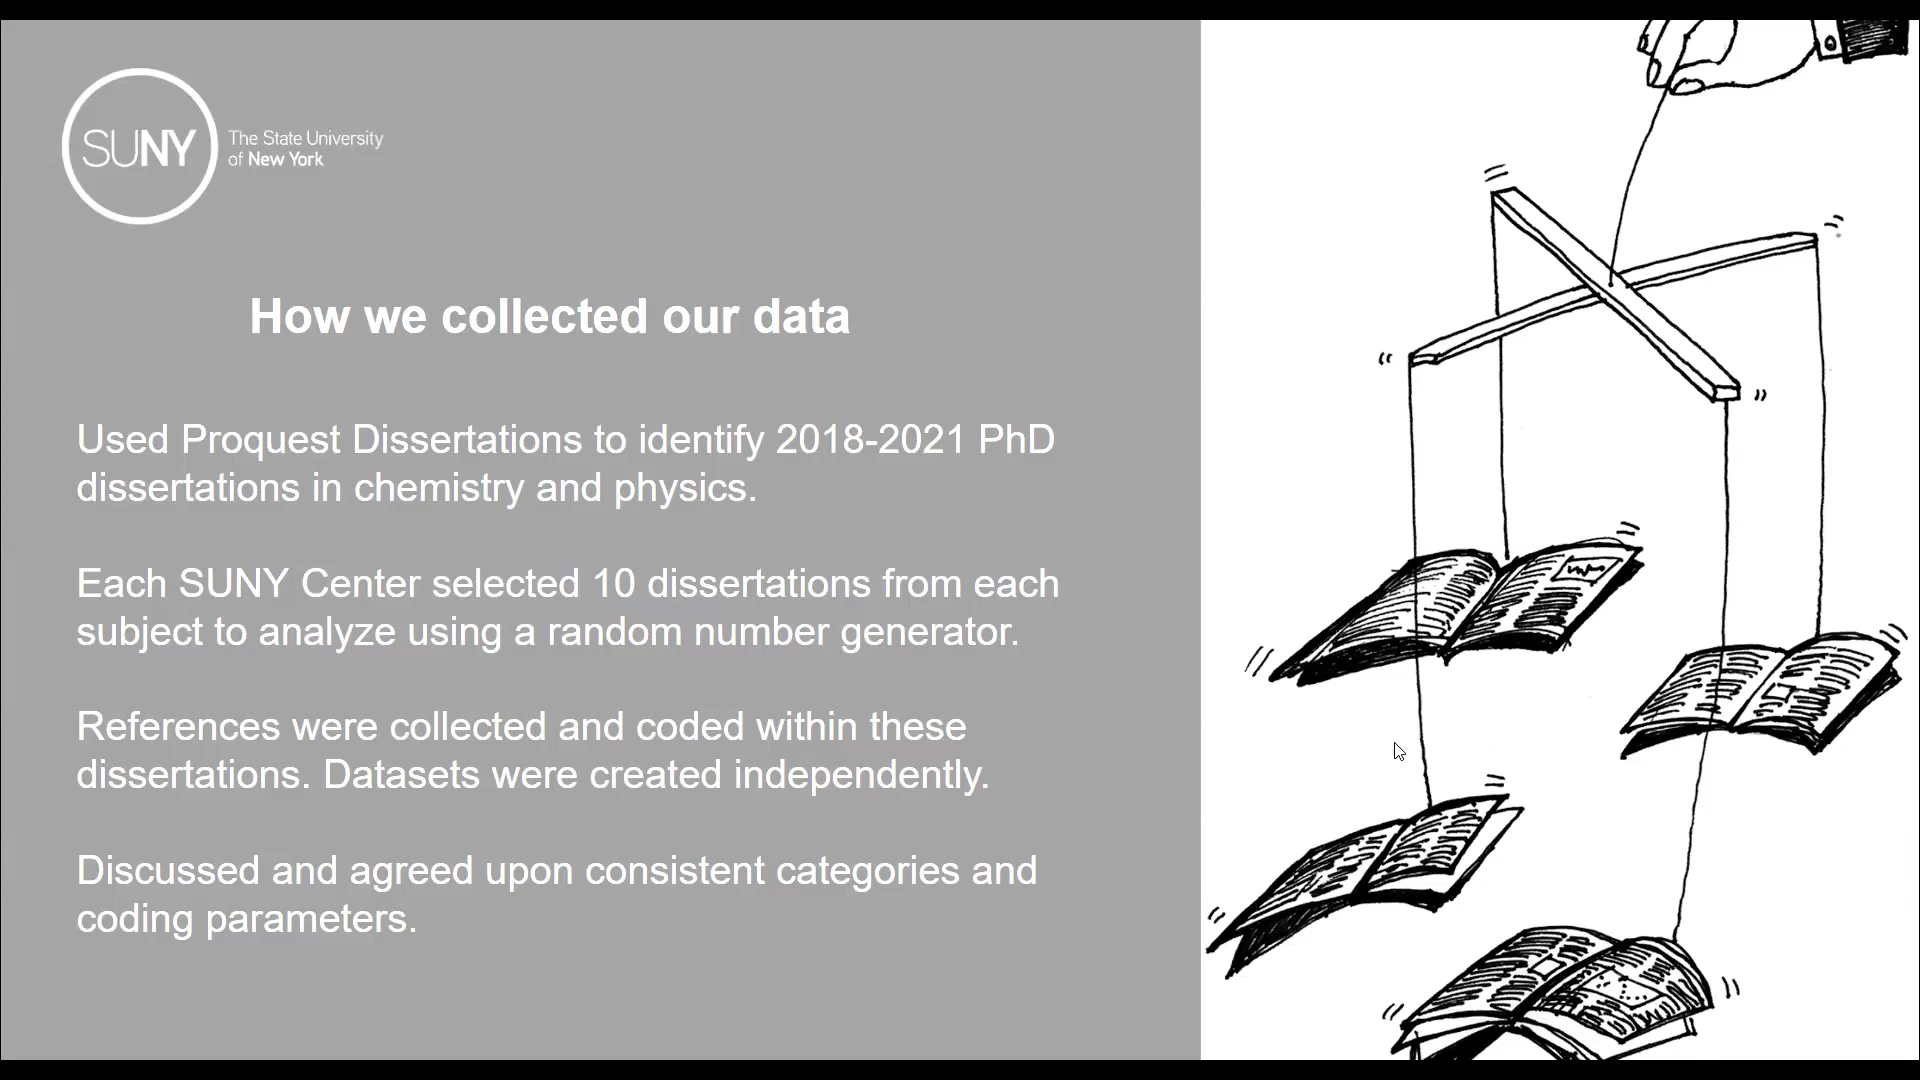 SUNY
The State University
of New York
How we collected our data
Used Proquest Dissertations to identify 2018-2021 PhD
dissertations in chemistry and physics.
Each SUNY Center selected 10 dissertations from each
subject to analyze using a random number generator.
References were collected and coded within these
dissertations. Datasets were created independently.
Discussed and agreed upon consistent categories and
coding parameters.